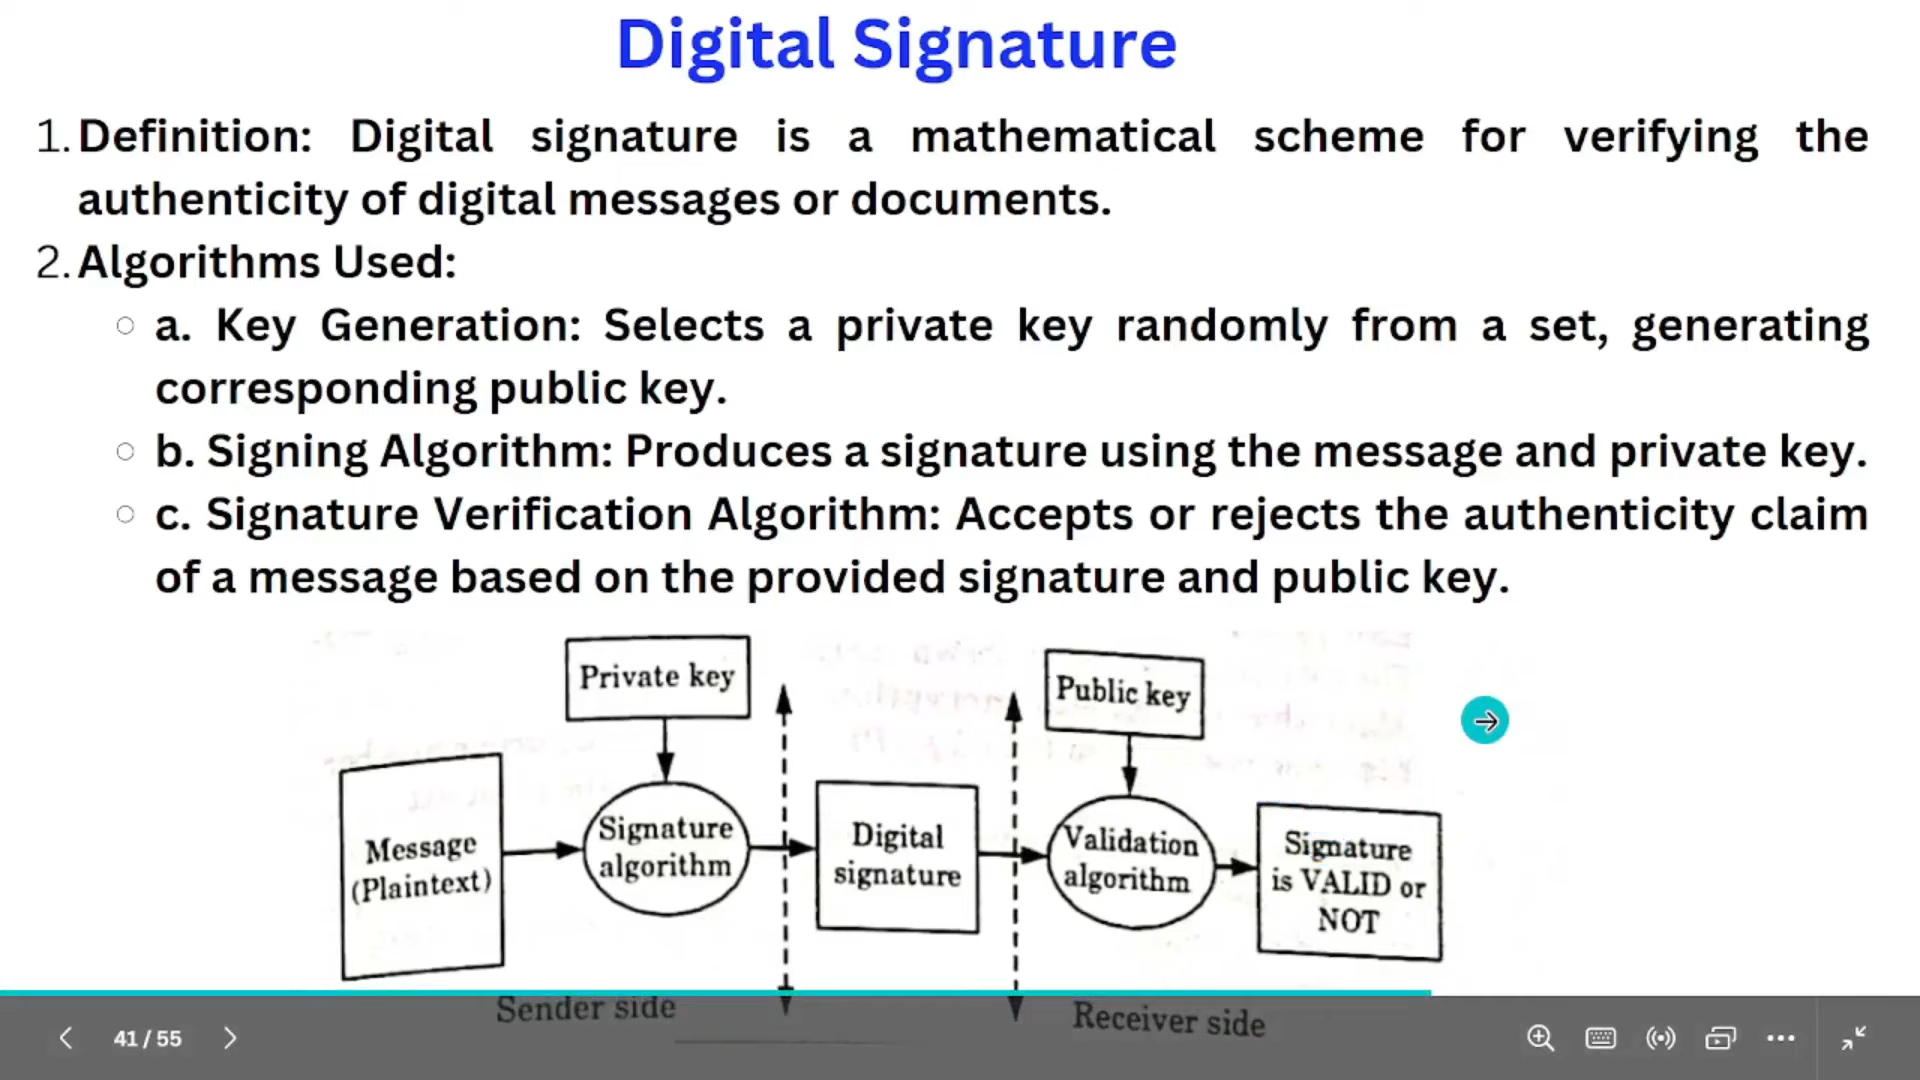 Digital Signature
1. Definition: Digital signature is a mathematical scheme for verifying the
authenticity of digital messages or documents.
2. Algorithms Used:
a. Key Generation: Selects a private key randomly from a set, generating
corresponding public key.
b. Signing Algorithm: Produces a signature using the message and private key.
c. Signature Verification Algorithm: Accepts or rejects the authenticity claim
of a message based on the provided signature and public key.
Private key
Public key
Message
(Plaintext)
Signature
algorithm
Digital
signature
Validation
algorithm
Signature
is VALID or
NOT
Sender side
Receiver side
41 / 55